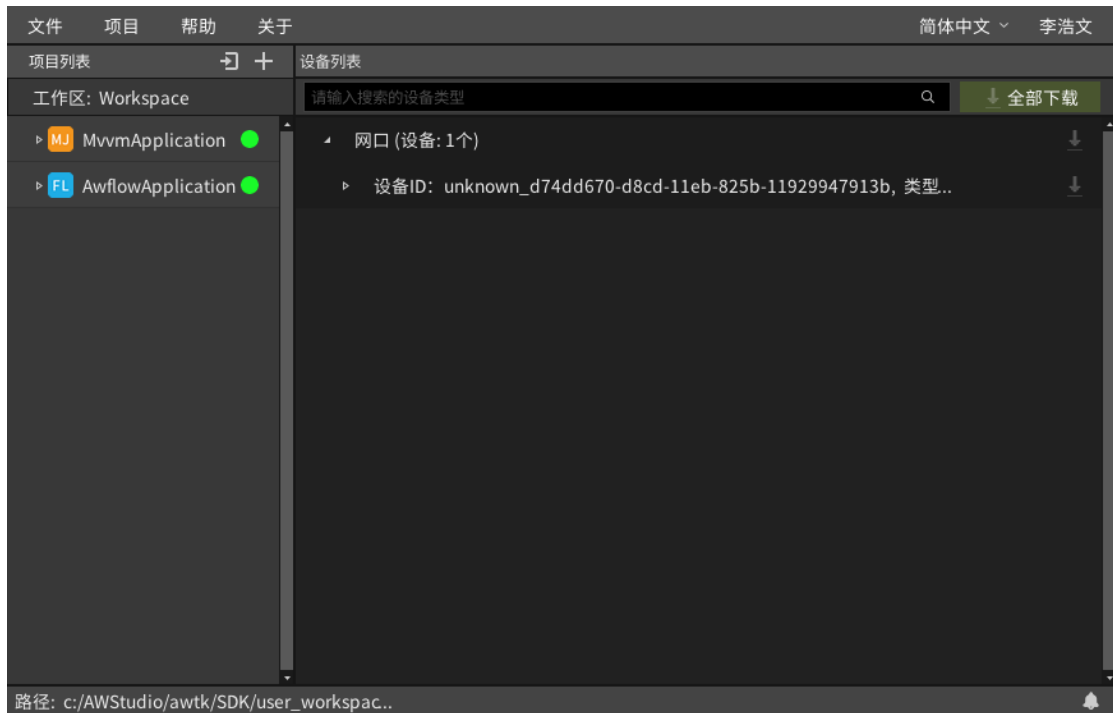 文件 项目 帮助 关于 简体中文 李浩文
项目列表 设备列表
工作区: Workspace 请输入搜索的设备类型 全部下载
MJ MvvmApplication 网口 (设备: 1个)
FL AwflowApplication 设备ID：unknown_d74dd670-d8cd-11eb-825b-11929947913b, 类型...
路径: c:/AWStudio/awtk/SDK/user_workspac...